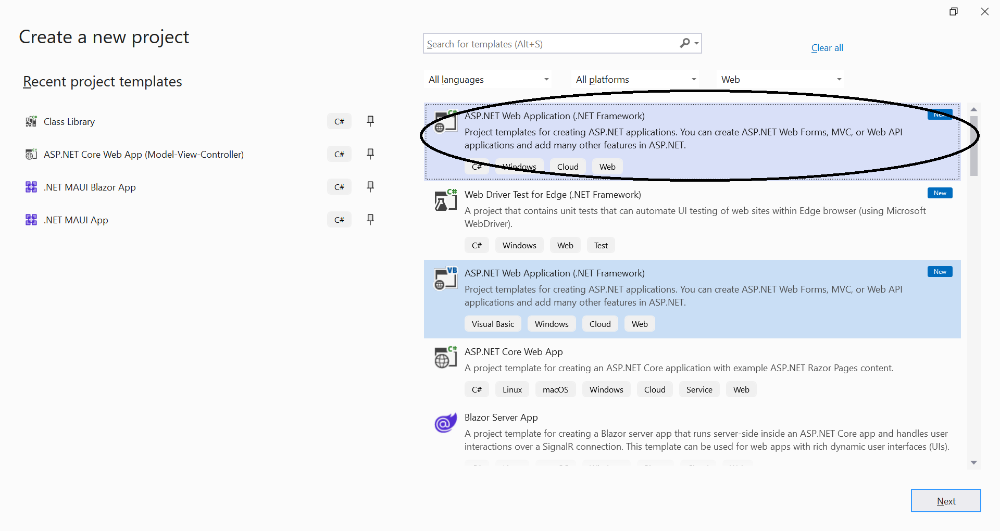 Create a new project
Search for templates (Alt+S)
Clear all
Recent project templates
All languages
All platforms
Web
Class Library
C#
ASP.NET Core Web App (Model-View-Controller)
C#
.NET MAUI Blazor App
C#
.NET MAUI App
C#
C#
ASP.NET Web Application (.NET Framework)
New
Project templates for creating ASP.NET applications. You can create ASP.NET Web Forms, MVC, or Web API
applications and add many other features in ASP.NET.
C# Windows Cloud Web
C#
Web Driver Test for Edge (.NET Framework)
New
A project that contains unit tests that can automate UI testing of web sites within Edge browser (using Microsoft
WebDriver).
C# Windows Web Test
VB
ASP.NET Web Application (.NET Framework)
New
Project templates for creating ASP.NET applications. You can create ASP.NET Web Forms, MVC, or Web API
applications and add many other features in ASP.NET.
Visual Basic Windows Cloud Web
C#
ASP.NET Core Web App
A project template for creating an ASP.NET Core application with example ASP.NET Razor Pages content.
C# Linux macOS Windows Cloud Service Web
@
Blazor Server App
A project template for creating a Blazor server app that runs server-side inside an ASP.NET Core app and handles user
interactions over a SignalR connection. This template can be used for web apps with rich dynamic user interfaces (UIs).
Next